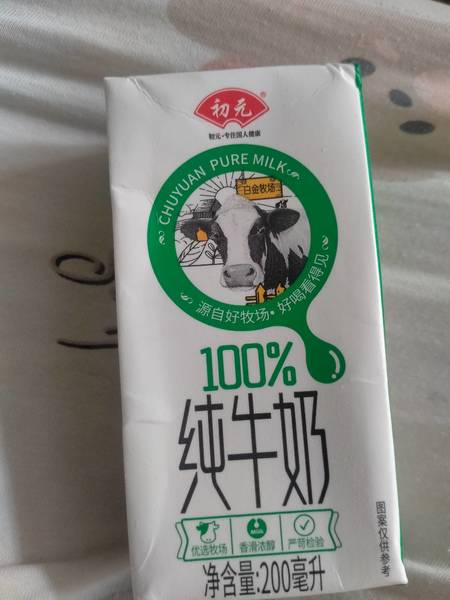 初元®
初元·专注国人健康
CHUYUAN PURE MILK
白金牧场
源自好牧场·好喝看得见
100%
纯牛奶
图案仅供参考
MILK
优选牧场 香滑浓醇 严苛检验
净含量:200毫升